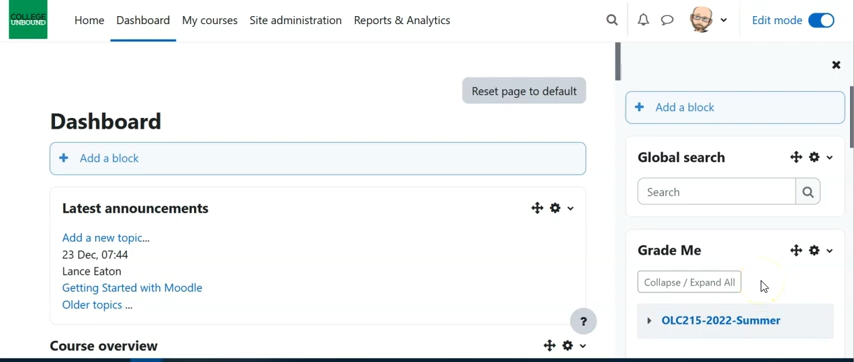 COLLEGE
UNBOUND
Home Dashboard My courses Site administration Reports & Analytics
Edit mode
Reset page to default
Dashboard
+ Add a block
Latest announcements
Add a new topic...
23 Dec, 07:44
Lance Eaton
Getting Started with Moodle
Older topics ...
?
Course overview
+ Add a block
Global search
Search
Grade Me
Collapse / Expand All
OLC215-2022-Summer